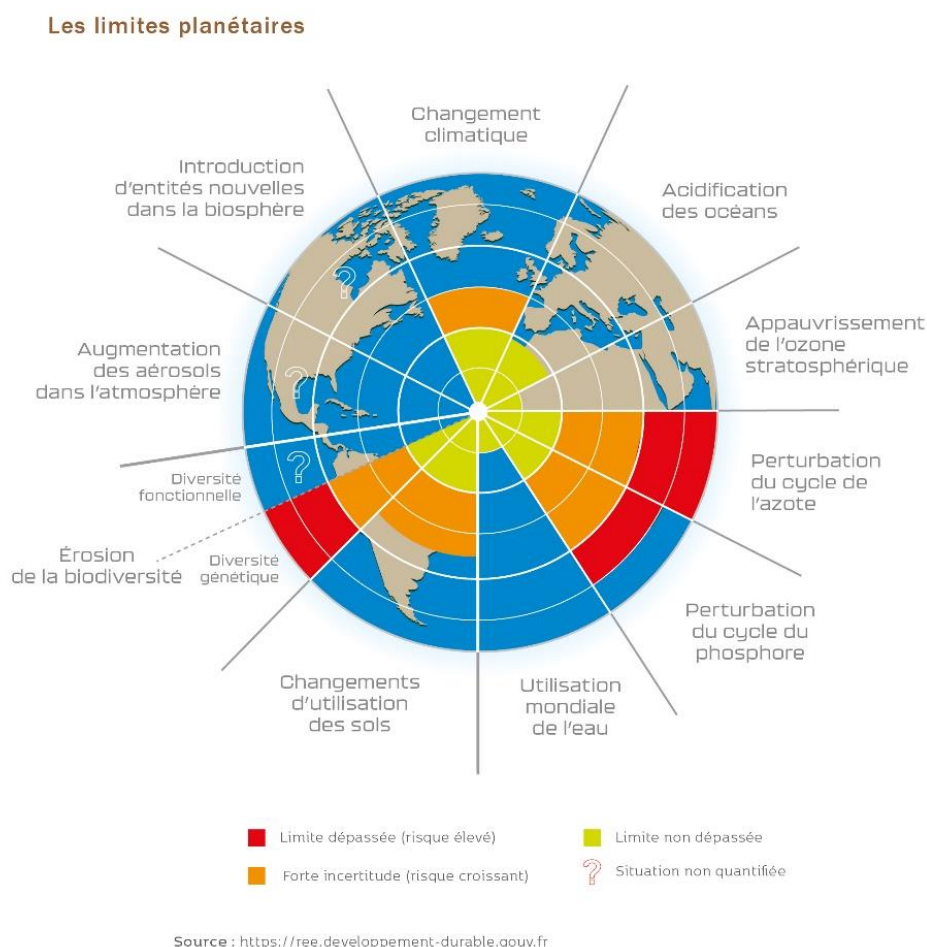 Les limites planétaires
Changement
climatique
Introduction
d'entités nouvelles
dans la biosphère
Acidification
des océans
?
Augmentation
des aérosols
dans l'atmosphère
?
Appauvrissement
de l'ozone
stratosphérique
?
Diversité
fonctionnelle
Perturbation
du cycle de
l'azote
Érosion
de la biodiversité
Diversité
génétique
Perturbation
du cycle du
phosphore
Changements
d'utilisation
des sols
Utilisation
mondiale
de l'eau
Limite dépassée (risque élevé)
Limite non dépassée
Forte incertitude (risque croissant)
? Situation non quantifiée
Source : https://ree.developpement-durable.gouv.fr